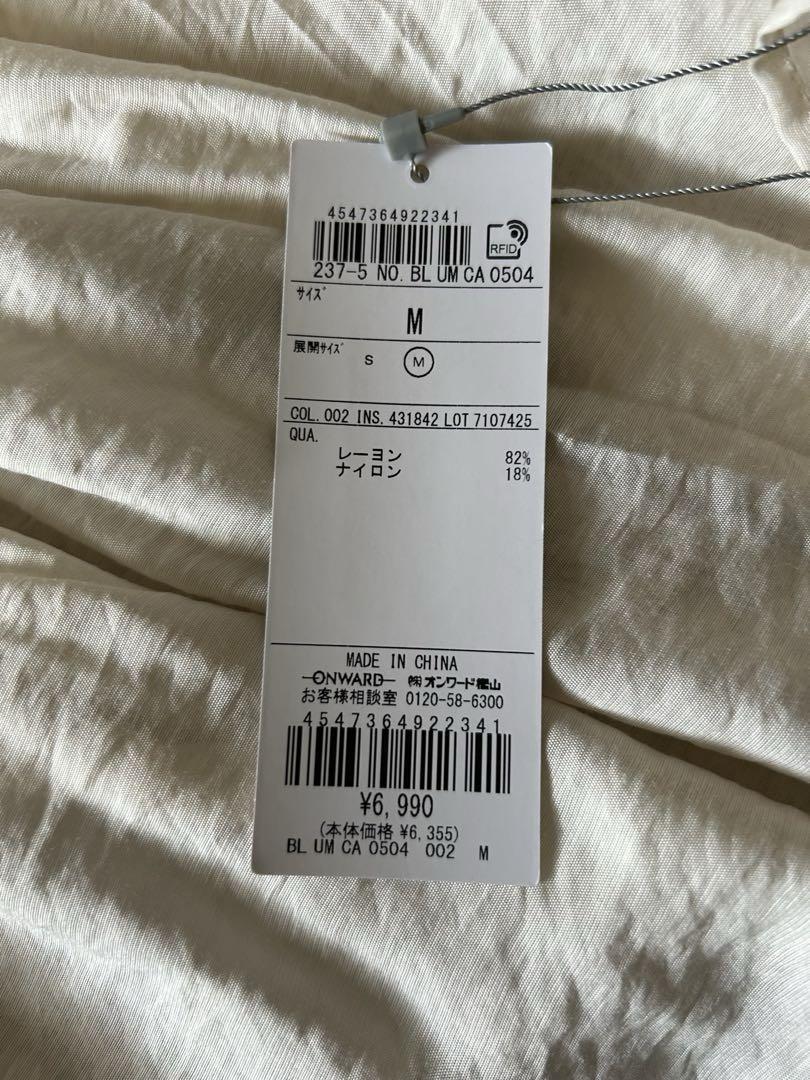 4547364922341
RFID
237-5 NO. BL UM CA 0504
サイズ
M
展開サイズ S M
COL. 002 INS. 431842 LOT 7107425
QUA.
レーヨン 82%
ナイロン 18%
MADE IN CHINA
ONWARD ㈱オンワード樫山
お客様相談室 0120-58-6300
4547364922341
¥6,990
(本体価格 ¥6,355)
BL UM CA 0504 002 M